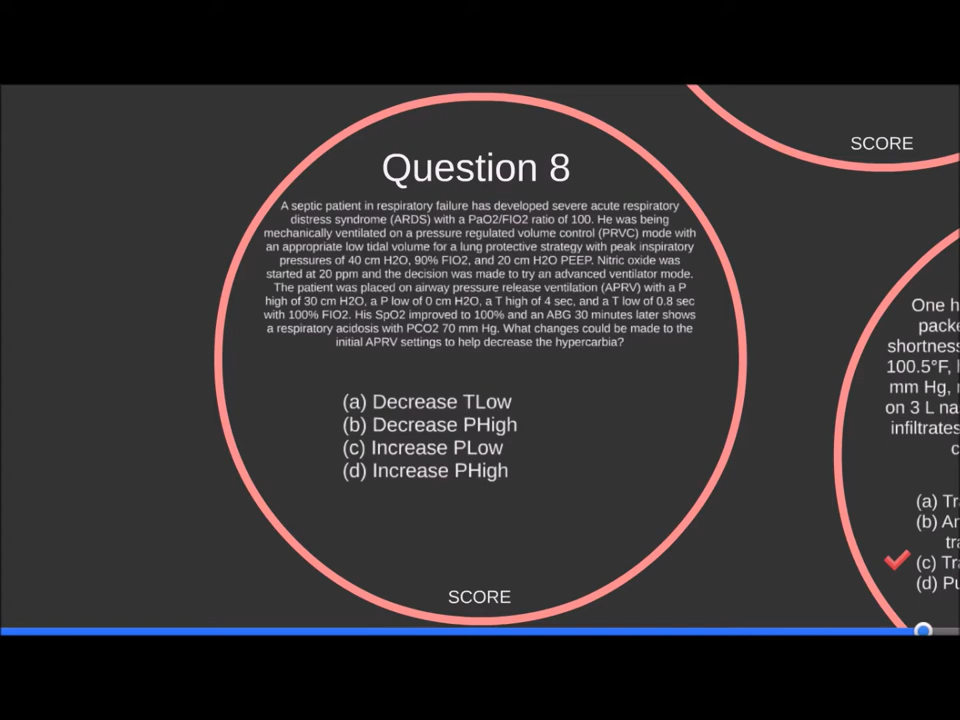 SCORE
Question 8
A septic patient in respiratory failure has developed severe acute respiratory
distress syndrome (ARDS) with a PaO2/FIO2 ratio of 100. He was being
mechanically ventilated on a pressure regulated volume control (PRVC) mode with
an appropriate low tidal volume for a lung protective strategy with peak inspiratory
pressures of 40 cm H2O, 90% FIO2, and 20 cm H2O PEEP. Nitric oxide was
started at 20 ppm and the decision was made to try an advanced ventilator mode.
The patient was placed on airway pressure release ventilation (APRV) with a P
high of 30 cm H2O, a P low of 0 cm H2O, a T high of 4 sec, and a T low of 0.8 sec
with 100% FIO2. His SpO2 improved to 100% and an ABG 30 minutes later shows
a respiratory acidosis with PCO2 70 mm Hg. What changes could be made to the
initial APRV settings to help decrease the hypercarbia?
(a) Decrease TLow
(b) Decrease PHigh
(c) Increase PLow
(d) Increase PHigh
SCORE
One h
packe
shortness
100.5°F, 
mm Hg, 
on 3 L na
infiltrates
c
(a) Tr
(b) Ar
tra
(c) Tra
(d) Pu